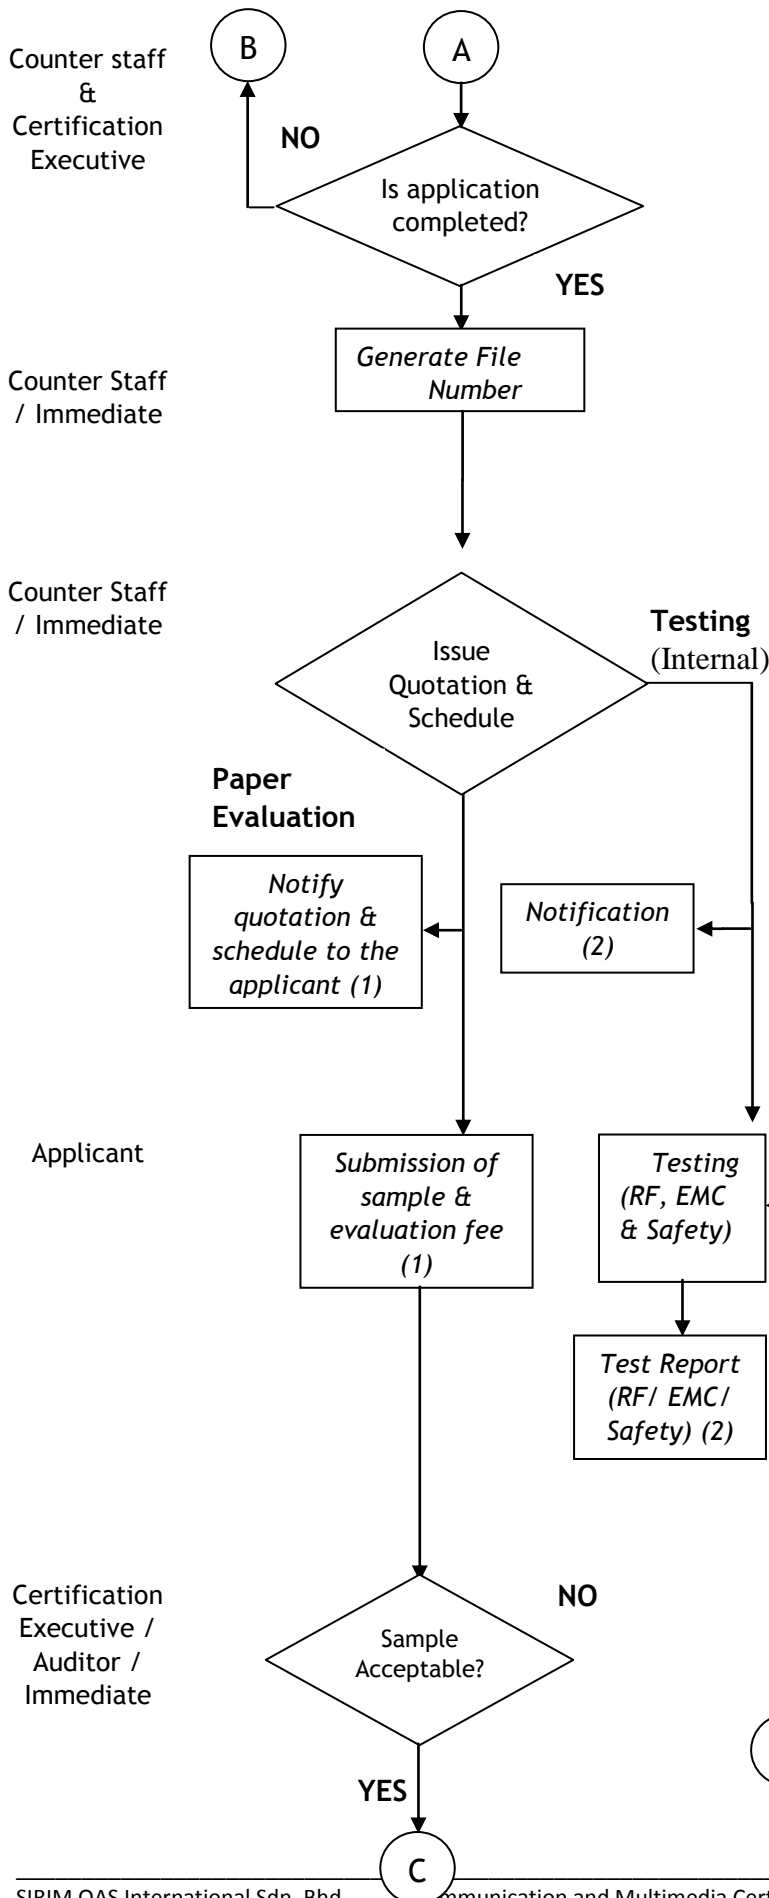 B
A
Counter staff
&
Certification
Executive
NO
Is application
completed?
YES
Generate File
Number
Counter Staff
/ Immediate
Counter Staff
/ Immediate
Issue
Quotation &
Schedule
Testing
(Internal)
Paper
Evaluation
Notify
quotation &
schedule to the
applicant (1)
Notification
(2)
Applicant
Submission of
sample &
evaluation fee
(1)
Testing
(RF, EMC
& Safety)
Test Report
(RF/ EMC/
Safety) (2)
Certification
Executive /
Auditor /
Immediate
NO
Sample
Acceptable?
YES
C
SIRIM QAS International Sdn. Bhd. and Multimedia